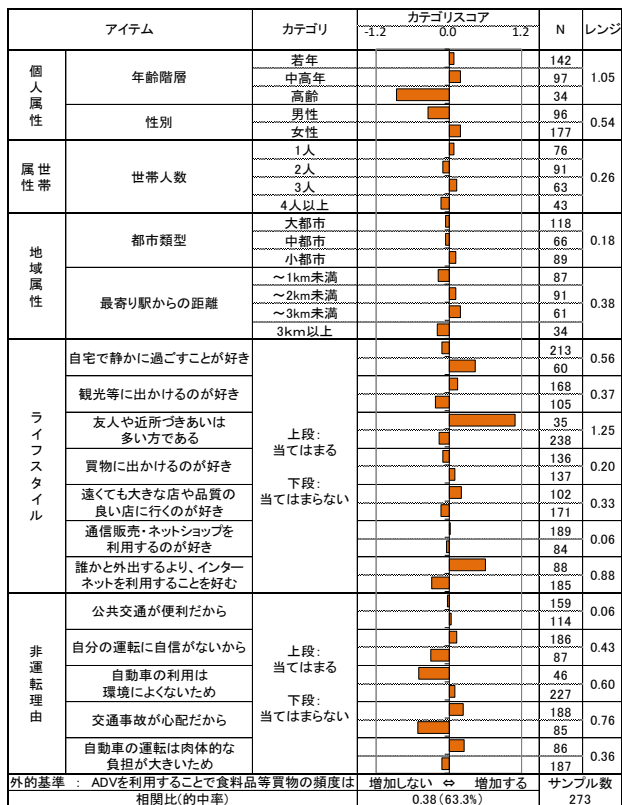 アイテム カテゴリ カテゴリスコア N レンジ
-1.2 0.0 1.2
個人属性
年齢階層 若年 142 1.05
中高年 97
高齢 34
性別 男性 96 0.54
女性 177
属性 世帯
世帯人数 1人 76 0.26
2人 91
3人 63
4人以上 43
地域属性
都市類型 大都市 118 0.18
中都市 66
小都市 89
最寄り駅からの距離 ～1km未満 87 0.38
～2km未満 91
～3km未満 61
3km以上 34
ライフスタイル
上段：
当てはまる
下段：
当てはまらない
自宅で静かに過ごすことが好き 213 0.56
60
観光等に出かけるのが好き 168 0.37
105
友人や近所づきあいは
多い方である 35 1.25
238
買物に出かけるのが好き 136 0.20
137
遠くても大きな店や品質の
良い店に行くのが好き 102 0.33
171
通信販売・ネットショップを
利用するのが好き 189 0.06
84
誰かと外出するより、インター
ネットを利用することを好む 88 0.88
185
非運転理由
上段：
当てはまる
下段：
当てはまらない
公共交通が便利だから 159 0.06
114
自分の運転に自信がないから 186 0.43
87
自動車の利用は
環境によくないため 46 0.60
227
交通事故が心配だから 188 0.76
85
自動車の運転は肉体的な
負担が大きいため 86 0.36
187
外的基準 ： ADVを利用することで食料品等買物の頻度は 増加しない ⇔ 増加する サンプル数
相関比(的中率) 0.38(63.3%) 273